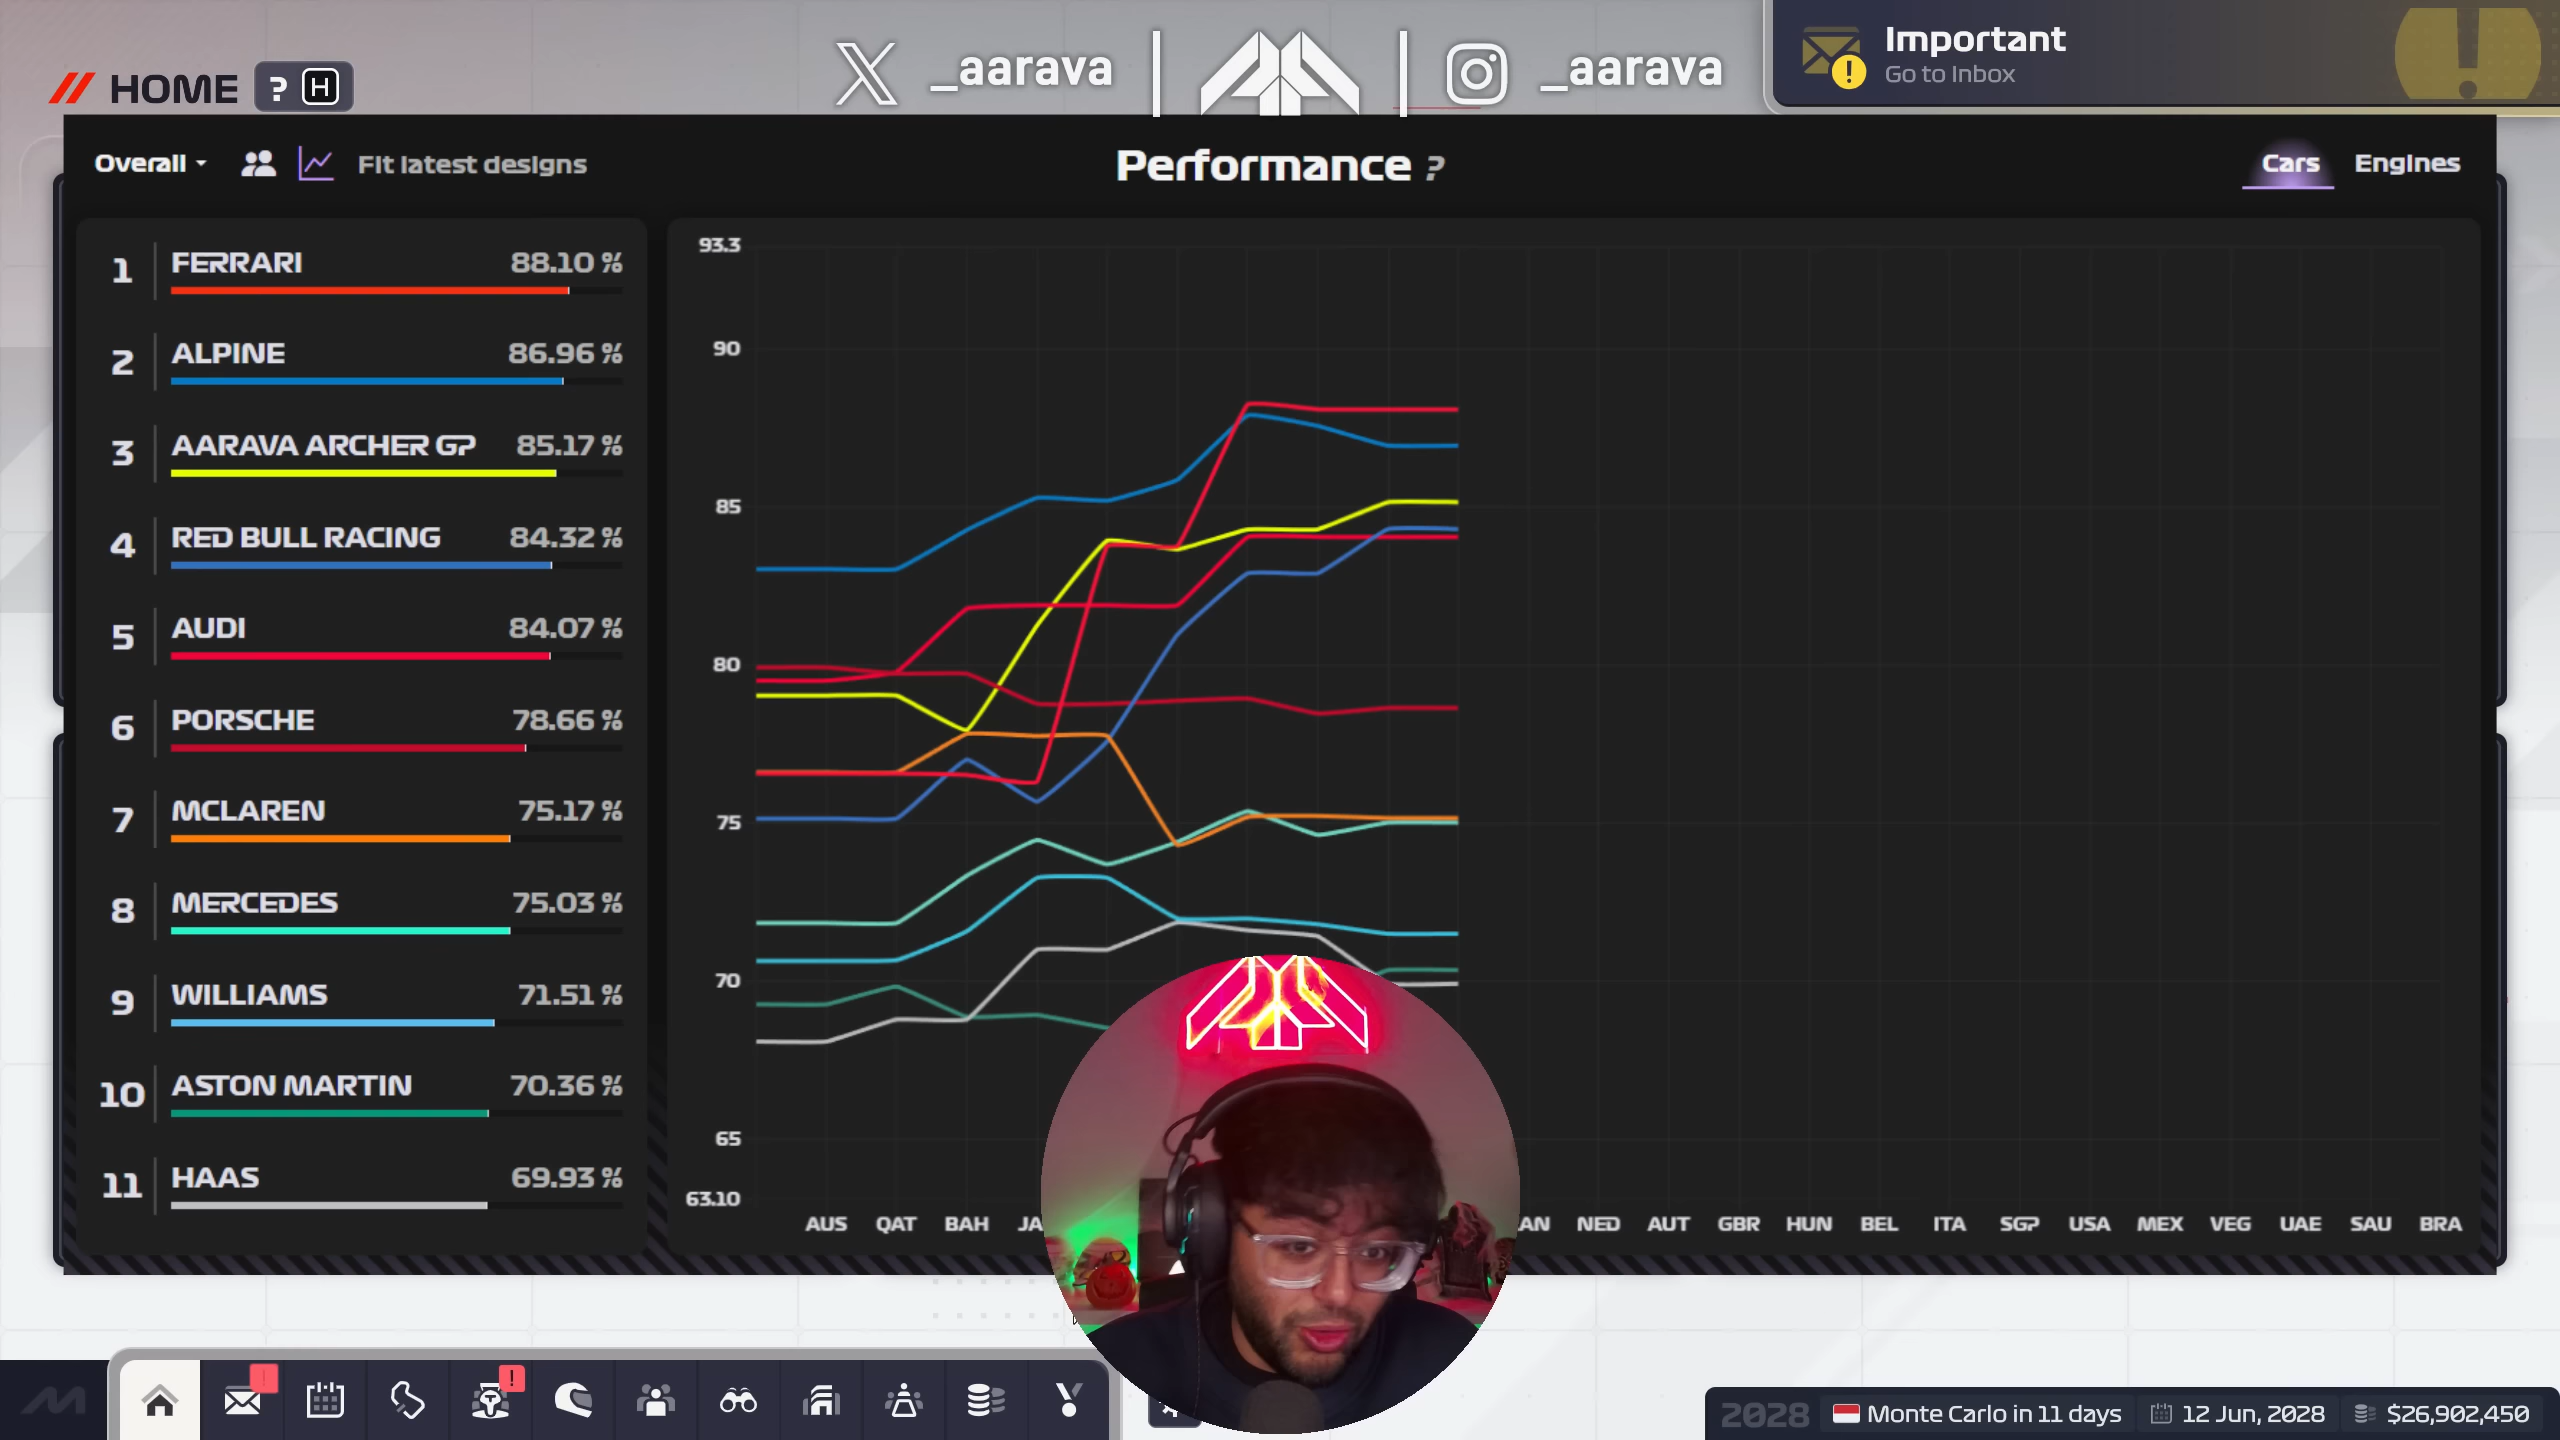 HOME ? H
_aarava | | _aarava
Important
Go to Inbox
Overall
Fit latest designs
Performance ?
Cars
Engines
1 FERRARI 88.10 %
2 ALPINE 86.96 %
3 AARAVA ARCHER GP 85.17 %
4 RED BULL RACING 84.32 %
5 AUDI 84.07 %
6 PORSCHE 78.66 %
7 MCLAREN 75.17 %
8 MERCEDES 75.03 %
9 WILLIAMS 71.51 %
10 ASTON MARTIN 70.36 %
11 HAAS 69.93 %
93.3
90
85
80
75
70
65
63.10
AUS QAT BAH JA AN NED AUT GBR HUN BEL ITA SGP USA MEX VEG UAE SAU BRA
2028 Monte Carlo in 11 days 12 Jun, 2028 $26,902,450